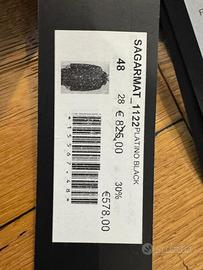 SAGARMAT_1122
PLATINO BLACK
48
28
€ 825,00
30%
€578,00